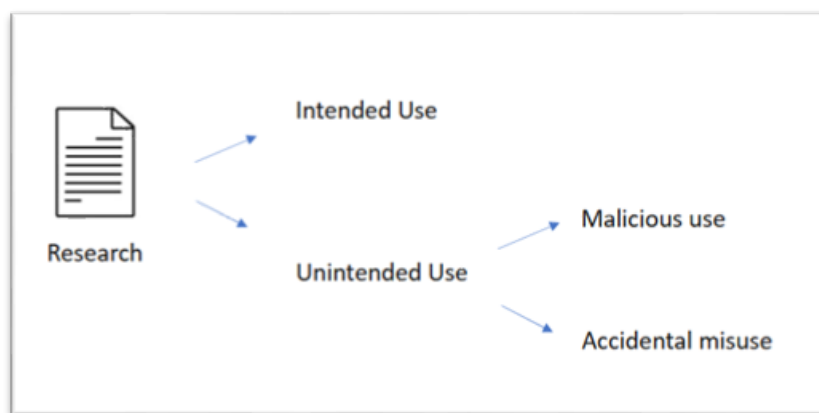 Intended Use
Research
Unintended Use
Malicious use
Accidental misuse